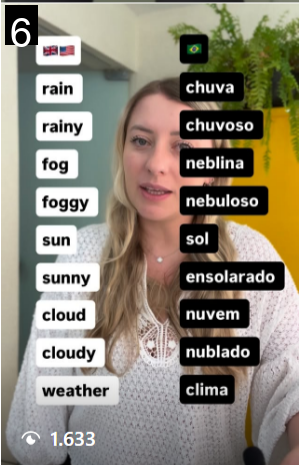 6
🇬🇧🇺🇸 🇧🇷
rain chuva
rainy chuvoso
fog neblina
foggy nebuloso
sun sol
sunny ensolarado
cloud nuvem
cloudy nublado
weather clima
1.633